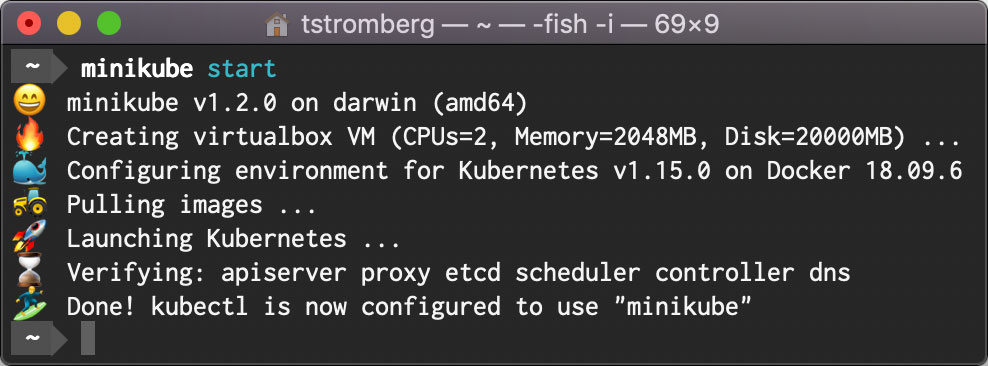 tstromberg — ~ — -fish -i — 69×9
~ minikube start
😄 minikube v1.2.0 on darwin (amd64)
🔥 Creating virtualbox VM (CPUs=2, Memory=2048MB, Disk=20000MB) ...
🐳 Configuring environment for Kubernetes v1.15.0 on Docker 18.09.6
🚜 Pulling images ...
🚀 Launching Kubernetes ...
⌛ Verifying: apiserver proxy etcd scheduler controller dns
🏄 Done! kubectl is now configured to use "minikube"
~